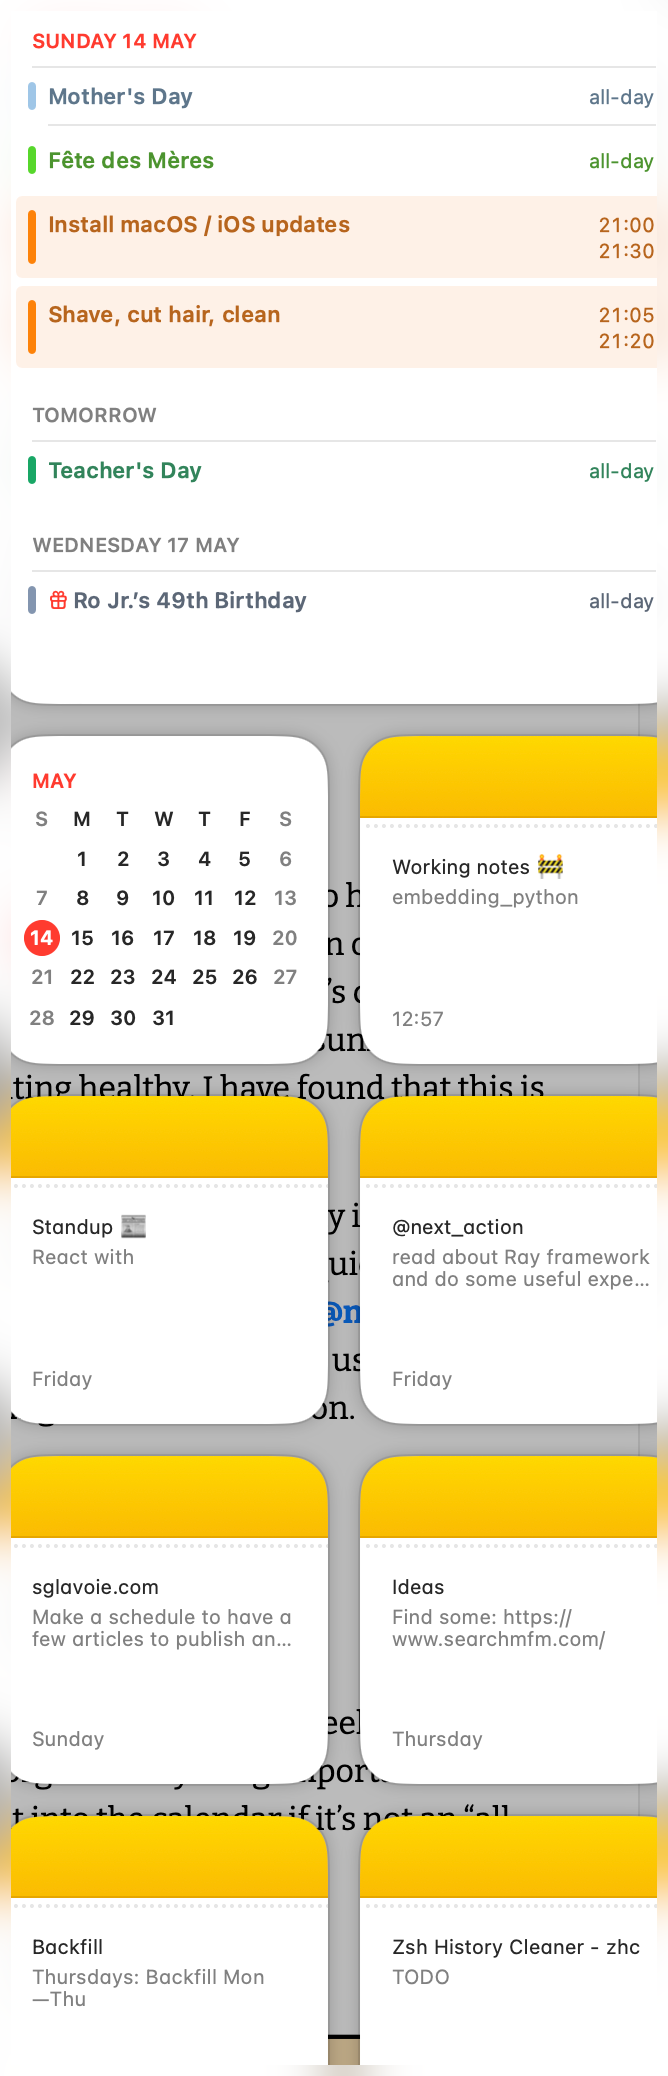 SUNDAY 14 MAY
Mother's Day all-day
Fête des Mères all-day
Install macOS / iOS updates 21:00
21:30
Shave, cut hair, clean 21:05
21:20
TOMORROW
Teacher's Day all-day
WEDNESDAY 17 MAY
Ro Jr.'s 49th Birthday all-day
MAY
S M T W T F S
1 2 3 4 5 6
7 8 9 10 11 12 13
14 15 16 17 18 19 20
21 22 23 24 25 26 27
28 29 30 31
Working notes 🚧
embedding_python
12:57
ting healthy. I have found that this is
Standup 📰
React with
Friday
@next_action
read about Ray framework
and do some useful expe...
Friday
on.
sglavoie.com
Make a schedule to have a
few articles to publish an...
Sunday
Ideas
Find some: https://
www.searchmfm.com/
Thursday
t into the calendar if it's not an “all
Backfill
Thursdays: Backfill Mon
—Thu
Zsh History Cleaner - zhc
TODO